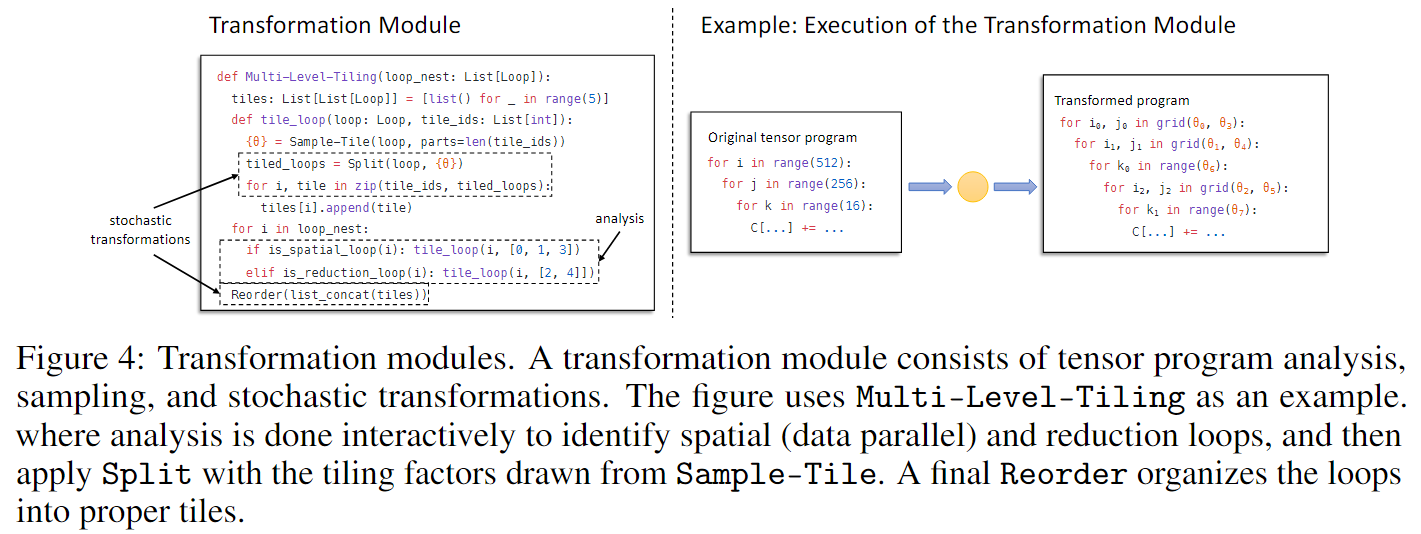 Transformation Module
def Multi-Level-Tiling(loop_nest: List[Loop]):
tiles: List[List[Loop]] = [list() for _ in range(5)]
def tile_loop(loop: Loop, tile_ids: List[int]):
{θ} = Sample-Tile(loop, parts=len(tile_ids))
tiled_loops = Split(loop, {θ})
for i, tile in zip(tile_ids, tiled_loops):
tiles[i].append(tile)
for i in loop_nest:
if is_spatial_loop(i): tile_loop(i, [0, 1, 3])
elif is_reduction_loop(i): tile_loop(i, [2, 4]])
Reorder(list_concat(tiles))
stochastic
transformations
analysis
Example: Execution of the Transformation Module
Original tensor program
for i in range(512):
for j in range(256):
for k in range(16):
C[...] += ...
Transformed program
for i₀, j₀ in grid(θ₀, θ₃):
for i₁, j₁ in grid(θ₁, θ₄):
for k₀ in range(θ₆):
for i₂, j₂ in grid(θ₂, θ₅):
for k₁ in range(θ₇):
C[...] += ...
Figure 4: Transformation modules. A transformation module consists of tensor program analysis,
sampling, and stochastic transformations. The figure uses Multi-Level-Tiling as an example.
where analysis is done interactively to identify spatial (data parallel) and reduction loops, and then
apply Split with the tiling factors drawn from Sample-Tile. A final Reorder organizes the loops
into proper tiles.